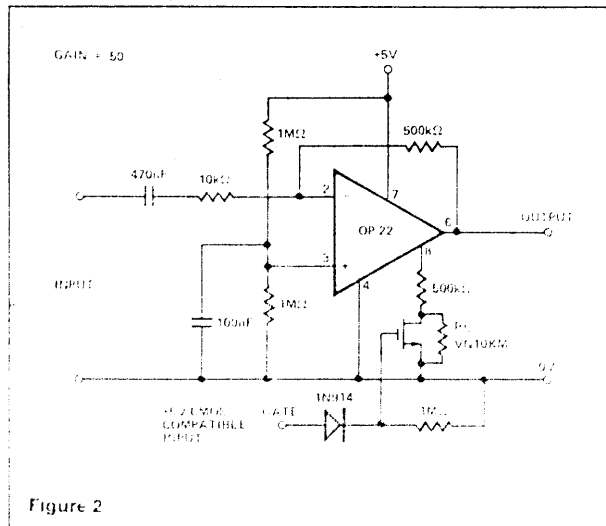 GAIN = 50
+5V
1MΩ
500kΩ
470nF
10kΩ
2
-
7
OP 22
6
OUTPUT
3
+
8
4
INPUT
1MΩ
500kΩ
100nF
VN10KM
0V
1N914
CMOS
GATE
1MΩ
COMPATIBLE
INPUT
Figure 2